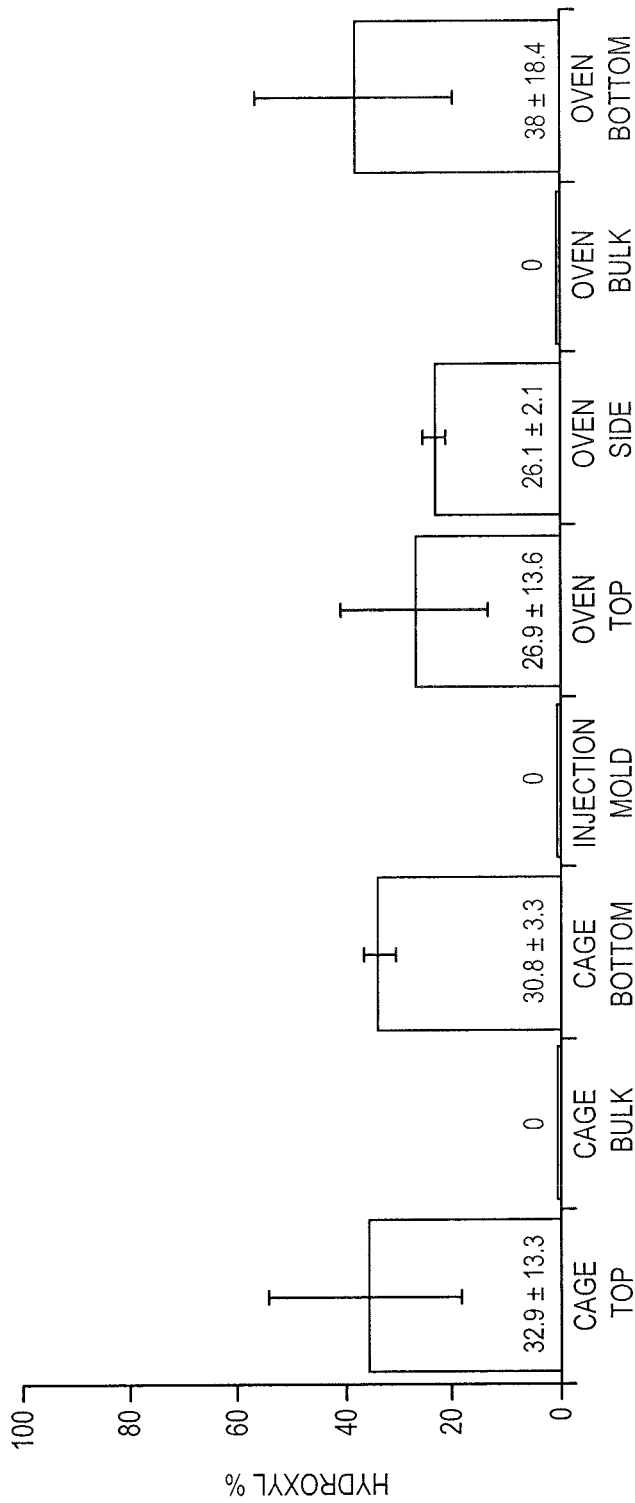 HYDROXYL %
100
80
60
40
20
0
32.9 ± 13.3
0
30.8 ± 3.3
0
26.9 ± 13.6
26.1 ± 2.1
0
38 ± 18.4
CAGE
TOP
CAGE
BULK
CAGE
BOTTOM
INJECTION
MOLD
OVEN
TOP
OVEN
SIDE
OVEN
BULK
OVEN
BOTTOM